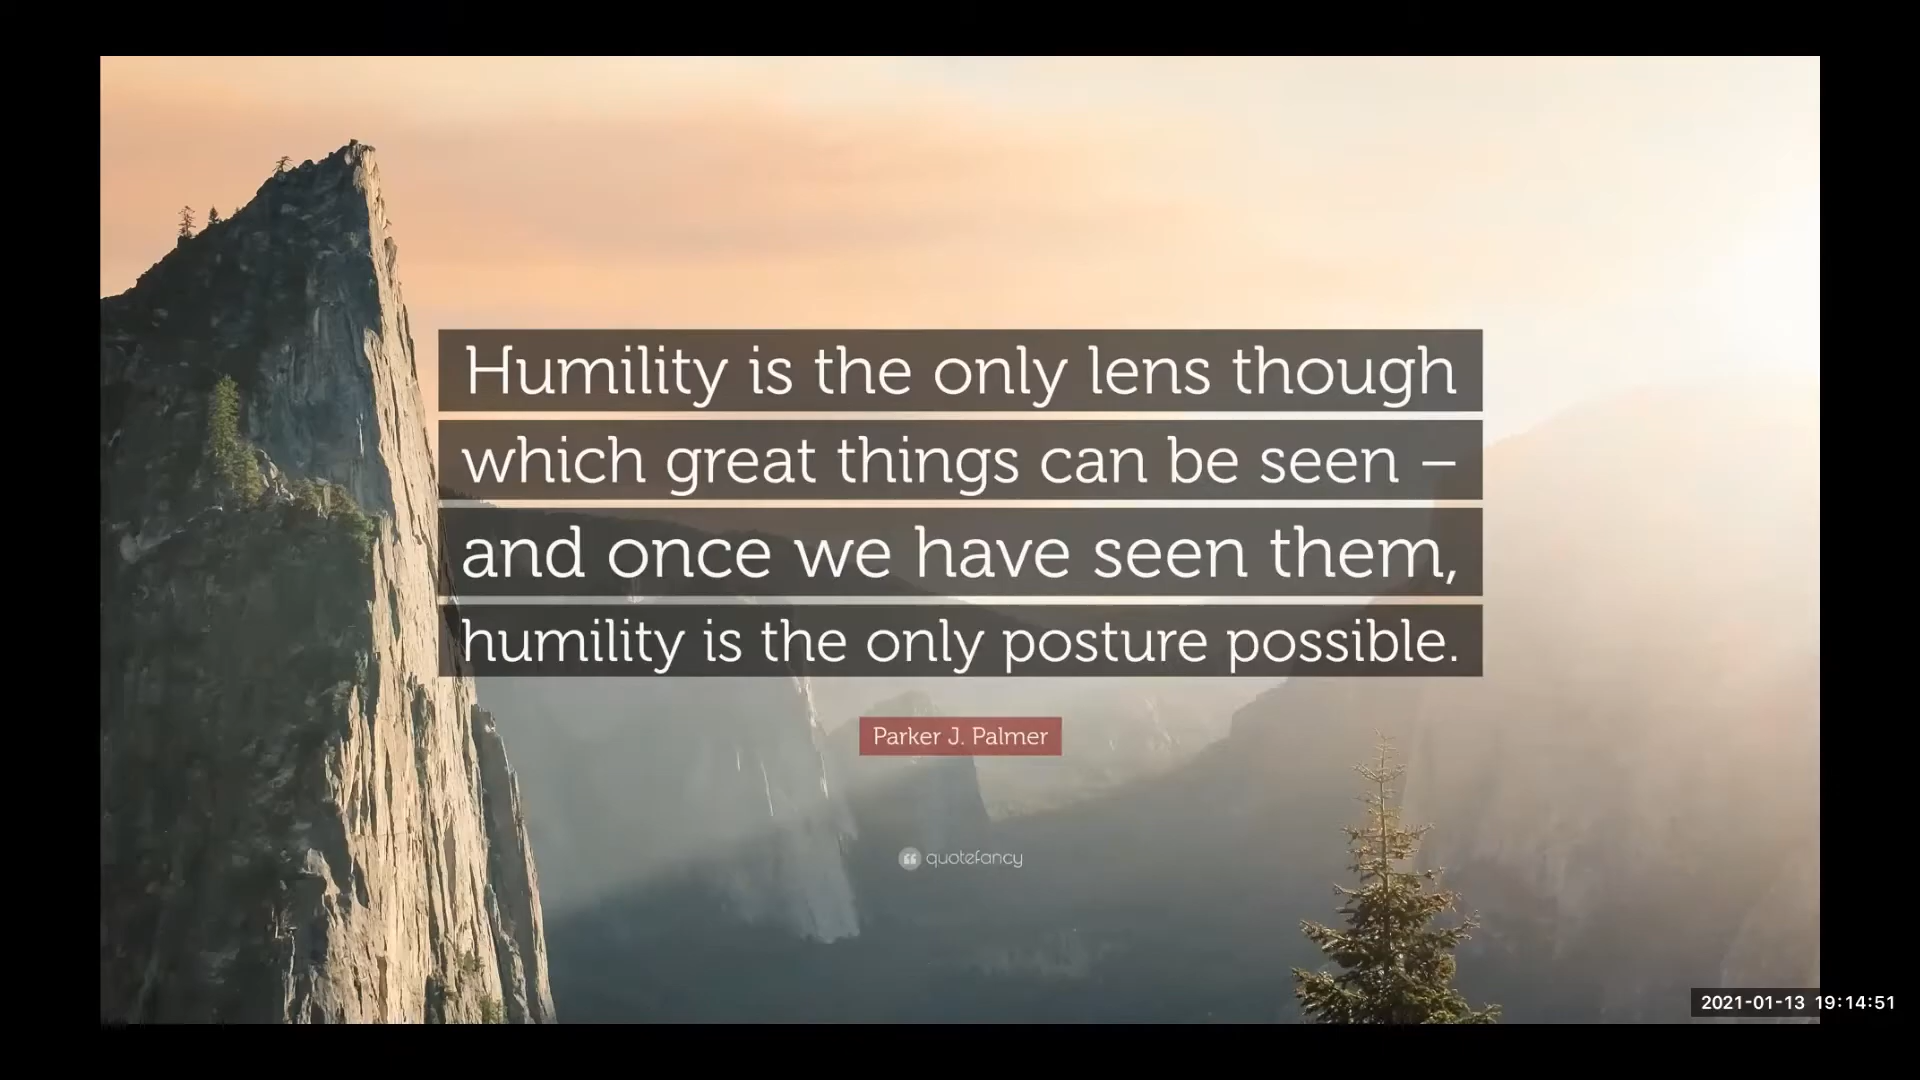 Humility is the only lens though
which great things can be seen –
and once we have seen them,
humility is the only posture possible.
Parker J. Palmer
quotefancy
2021-01-13 19:14:51